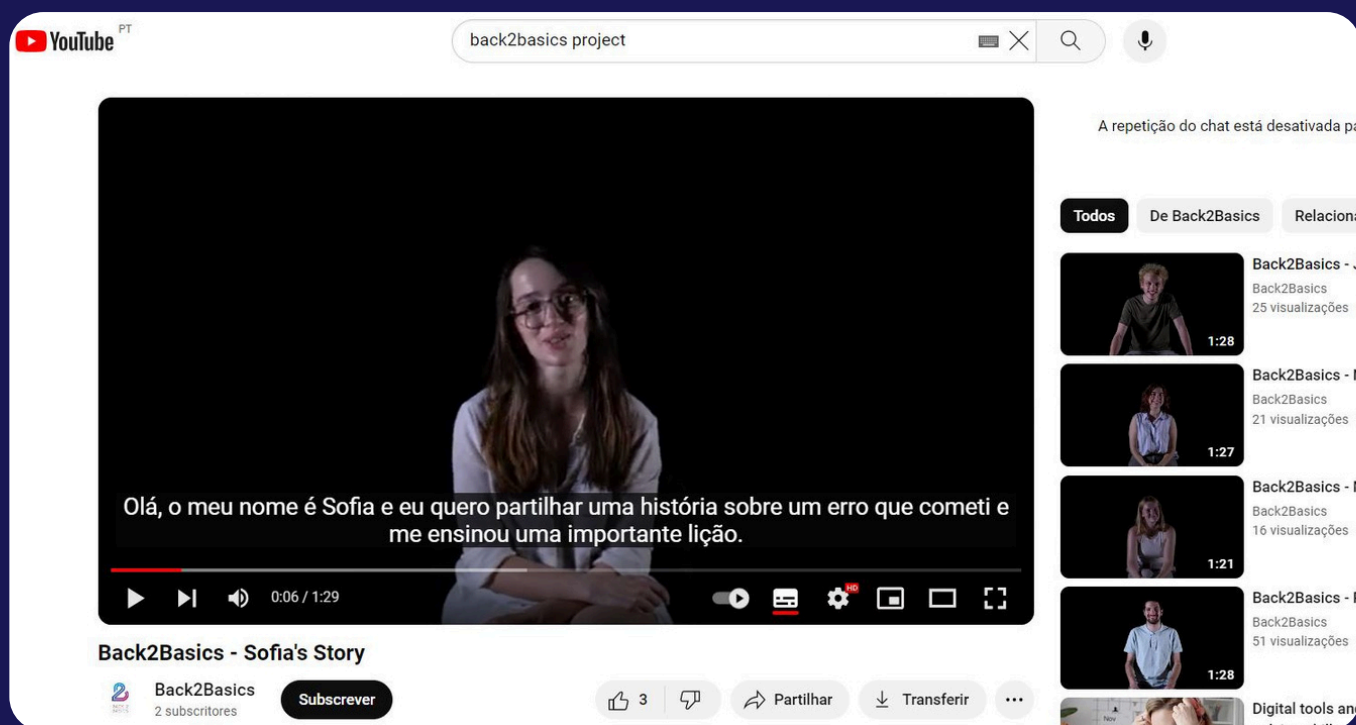 YouTube PT
back2basics project
A repetição do chat está desativada pa
Todos
De Back2Basics
Relaciona
Olá, o meu nome é Sofia e eu quero partilhar uma história sobre um erro que cometi e
me ensinou uma importante lição.
0:06 / 1:29
HD
Back2Basics - Sofia's Story
Back2Basics
2 subscritores
Subscrever
3
Partilhar
Transferir
Back2Basics -
Back2Basics
25 visualizações
1:28
Back2Basics -
Back2Basics
21 visualizações
1:27
Back2Basics -
Back2Basics
16 visualizações
1:21
Back2Basics -
Back2Basics
51 visualizações
1:28
Digital tools an
Nov